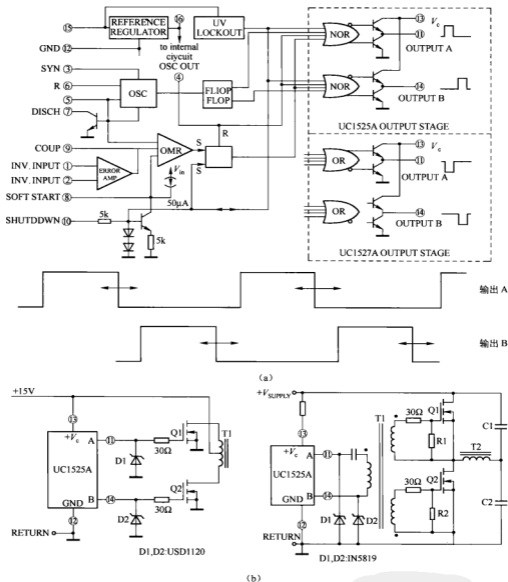 ⑮
REFERENCE
REGULATOR
⑯
UV
LOCKOUT
GND ⑫
to internal
ciycuit
OSC OUT
④
SYN ③
R ⑥
⑤
DISCH ⑦
OSC
FLIOP
FLOP
NOR
⑬ Vc
⑪
OUTPUT A
NOR
⑭
OUTPUT B
UC1525A OUTPUT STAGE
COUP ⑨
INV. INPUT ①
INV. INPUT ②
ERROR
AMP
OMR
S
R
S
Vin
50μA
SOFT START ⑧
SHUTDDWN ⑩
5k
5k
OR
⑬ Vc
⑪
OUTPUT A
OR
⑭
OUTPUT B
UC1527A OUTPUT STAGE
输出 A
输出 B
(a)
+15V
⑬
+Vc
A
⑪
UC1525A
B
⑭
GND
⑫
RETURN
D1
D2
30Ω
30Ω
Q1
Q2
T1
D1,D2:USD1120
+VSUPPLY
⑬
+Vc
A
⑪
UC1525A
B
⑭
GND
⑫
RETURN
D1
D2
T1
30Ω
Q1
R1
30Ω
Q2
R2
T2
C1
C2
D1,D2:IN5819
(b)